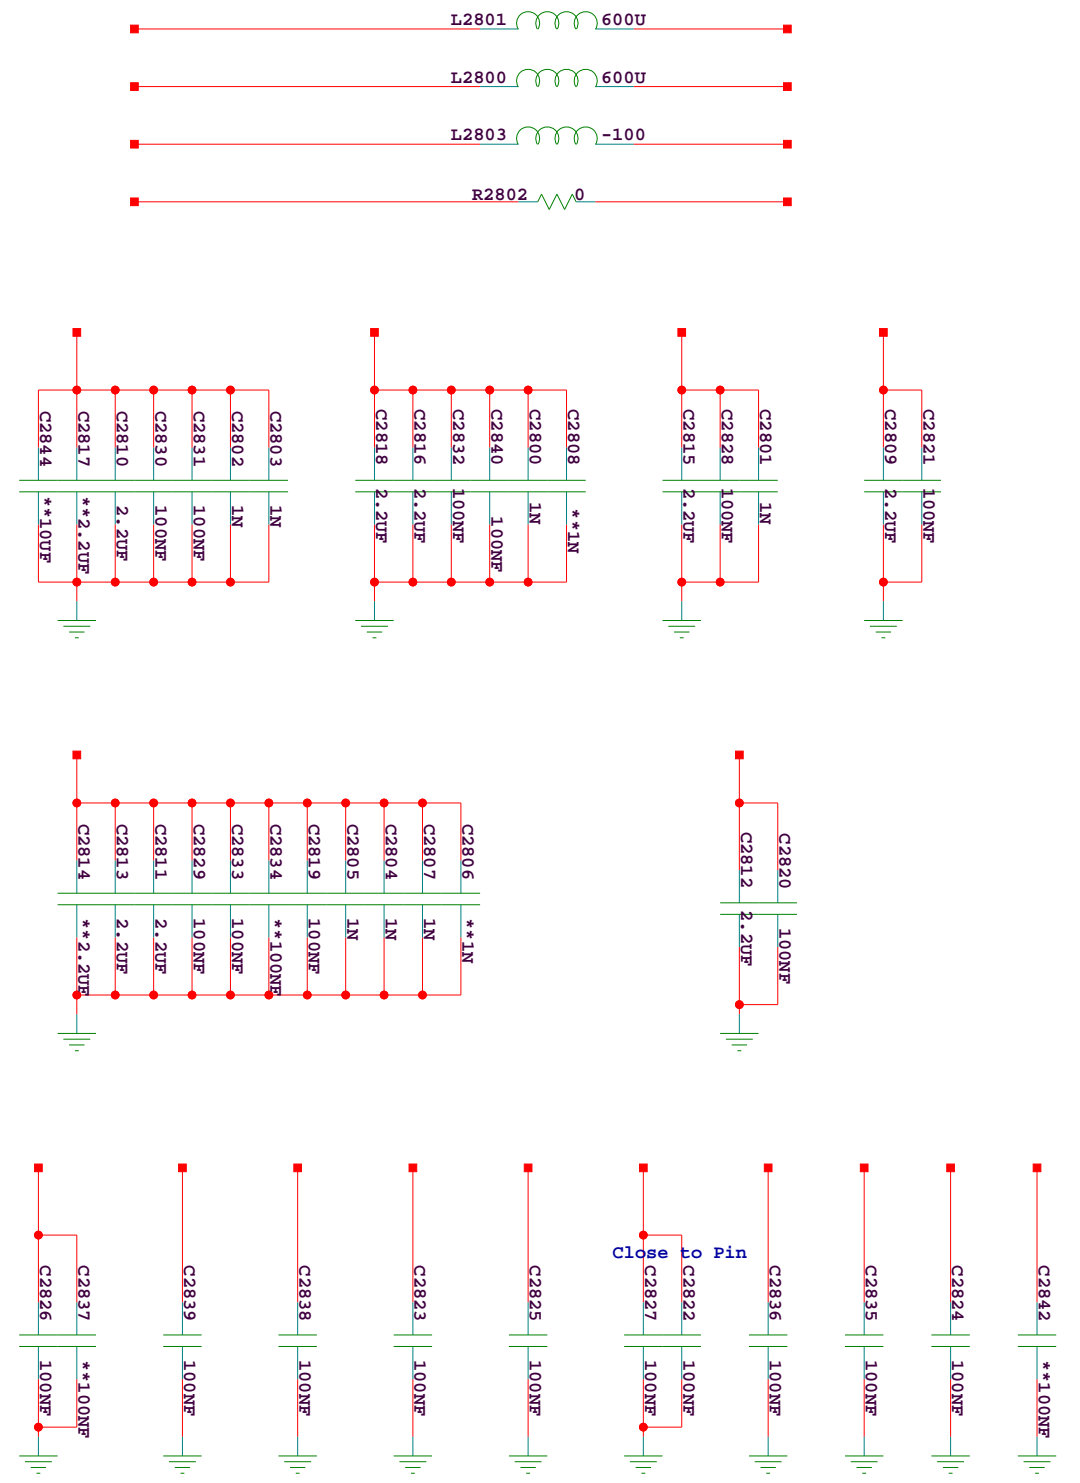 L2801 600U
L2800 600U
L2803 -100
R2802 0
C2844 C2817 C2810 C2830 C2831 C2802 C2803
**10UF **2.2UF 2.2UF 100NF 100NF 1N 1N
C2818 C2816 C2832 C2840 C2800 C2808
2.2UF 2.2UF 100NF 100NF 1N **1N
C2815 C2828 C2801
2.2UF 100NF 1N
C2809 C2821
2.2UF 100NF
C2814 C2813 C2811 C2829 C2833 C2834 C2819 C2805 C2804 C2807 C2806
**2.2UF 2.2UF 2.2UF 100NF 100NF **100NF 100NF 1N 1N 1N **1N
C2812 C2820
2.2UF 100NF
Close to Pin
C2826 C2837 C2839 C2838 C2823 C2825 C2827 C2822 C2836 C2835 C2824 C2842
100NF **100NF 100NF 100NF 100NF 100NF 100NF 100NF 100NF 100NF 100NF **100NF